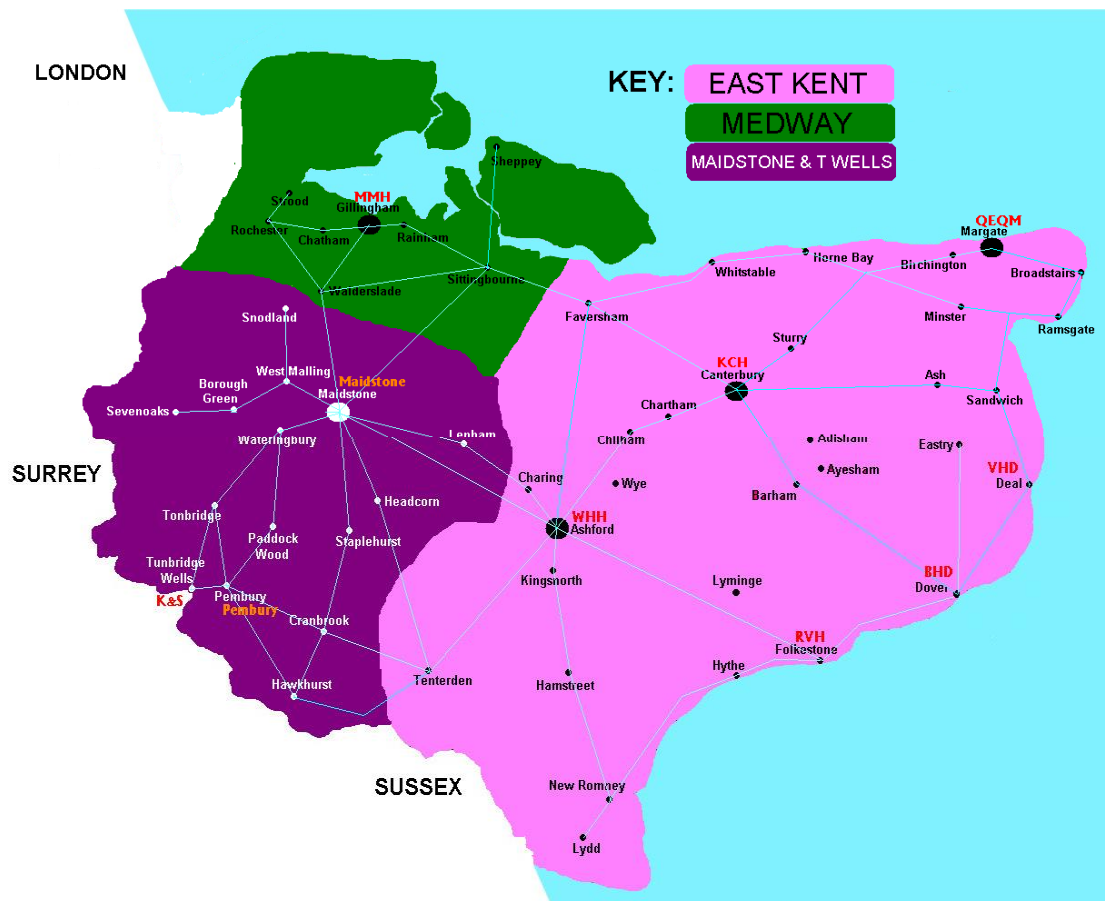 LONDON
KEY:
EAST KENT
MEDWAY
MAIDSTONE & T WELLS
Sheppey
Strood
MMH
Gillingham
Rochester
Chatham
Rainham
QEQM
Margate
Herne Bay
Birchington
Whitstable
Broadstairs
Sittingbourne
Walderslade
Snodland
Faversham
Minster
Ramsgate
Sturry
West Malling
Borough
Green
Maidstone
Maidstone
KCH
Canterbury
Ash
Sandwich
Sevenoaks
Chartham
Wateringbury
Lenham
Chilham
Adisham
Eastry
SURREY
Charing
Wye
Ayesham
VHD
Deal
Barham
Headcorn
Tonbridge
Paddock
Wood
Staplehurst
WHH
Ashford
Tunbridge
Wells
Kingsnorth
Lyminge
BHD
Dover
K&S
Pembury
Pembury
Cranbrook
RVH
Folkestone
Hythe
Hawkhurst
Tenterden
Hamstreet
SUSSEX
New Romney
Lydd